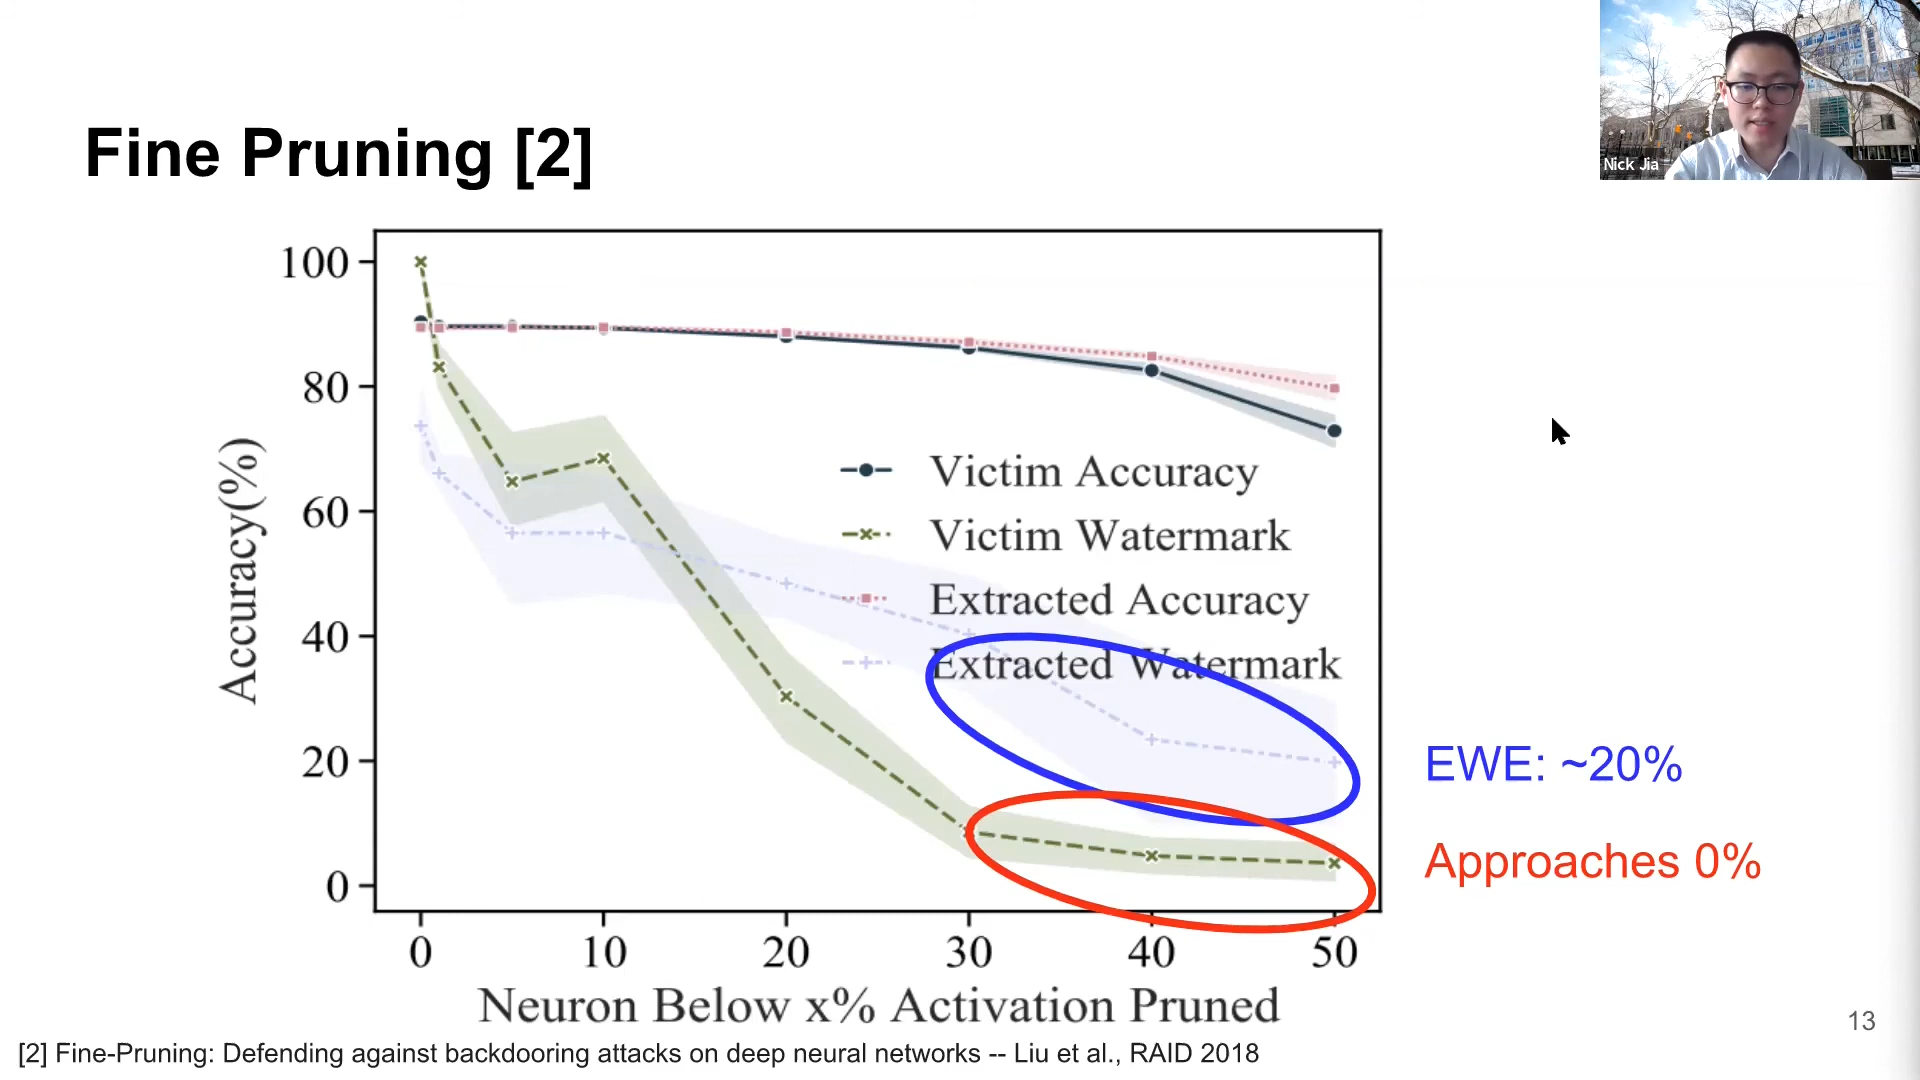 Nick Jia
Fine Pruning [2]
Accuracy(%)
100
80
60
40
20
0
Victim Accuracy
Victim Watermark
Extracted Accuracy
Extracted Watermark
EWE: ~20%
Approaches 0%
0 10 20 30 40 50
Neuron Below x% Activation Pruned
13
[2] Fine-Pruning: Defending against backdooring attacks on deep neural networks -- Liu et al., RAID 2018